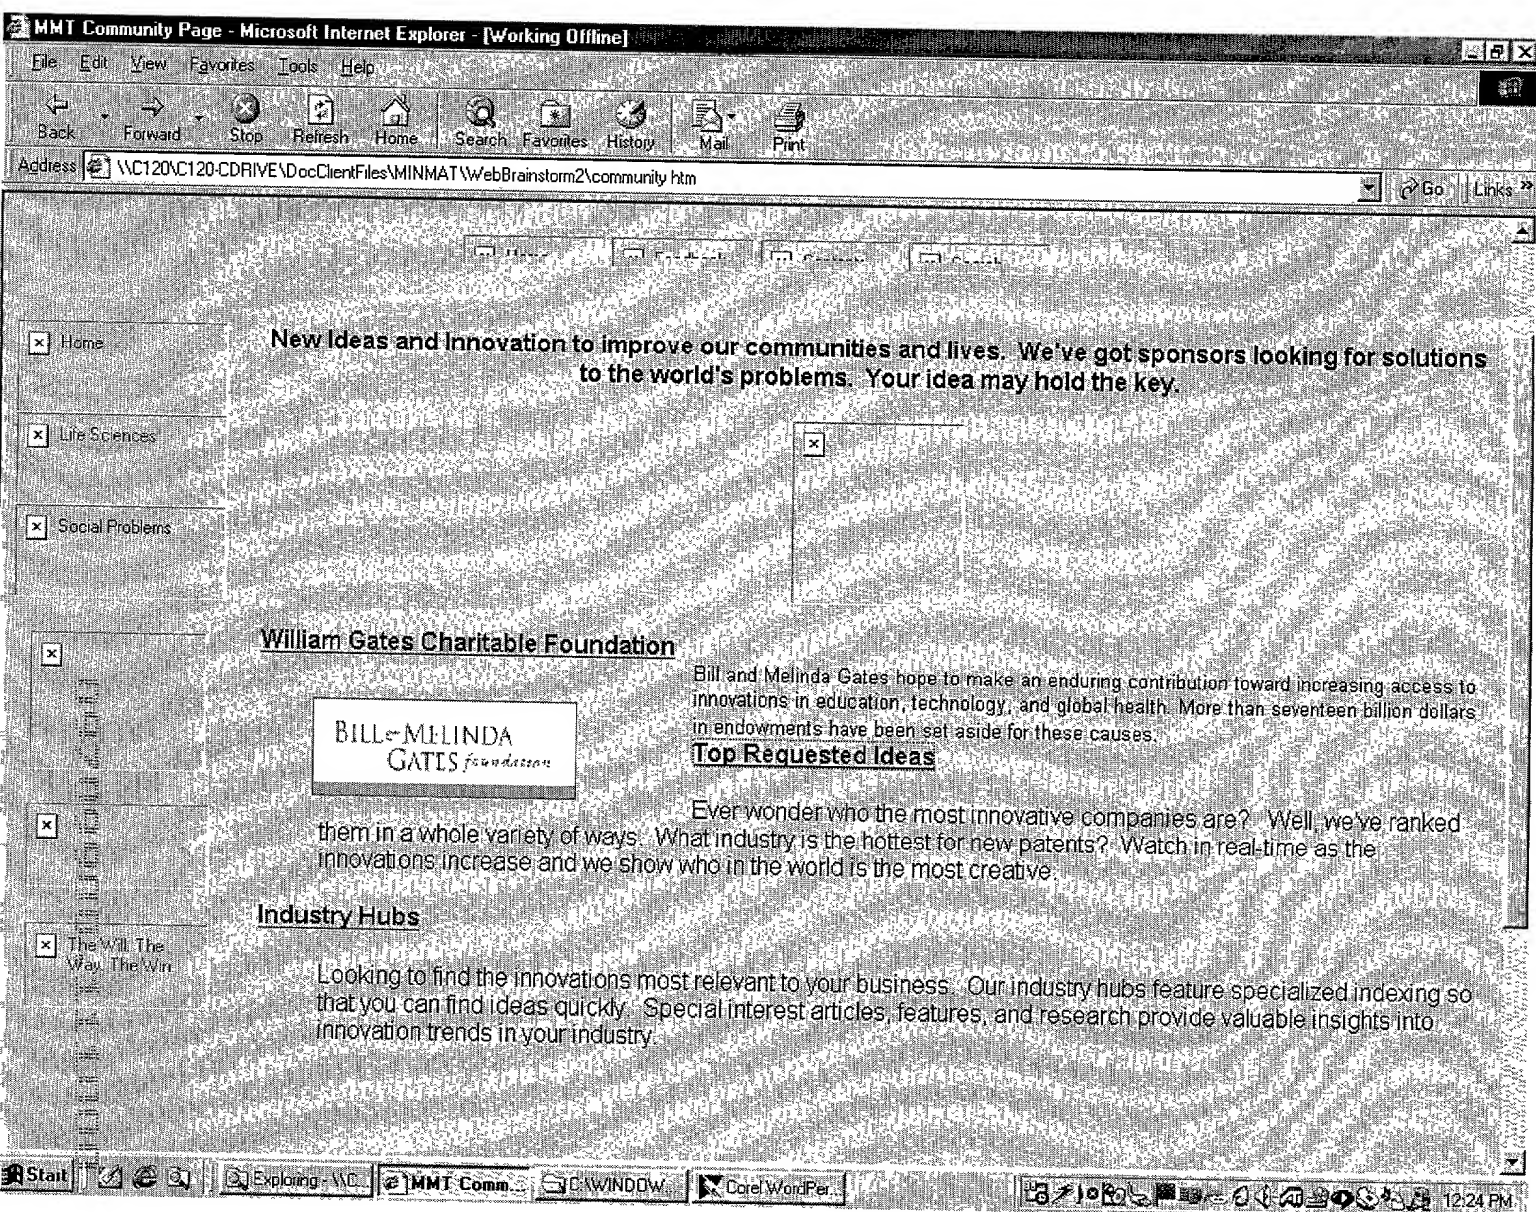 MMT Community Page - Microsoft Internet Explorer - [Working Offline]
File Edit View Favorites Tools Help
Back Forward Stop Refresh Home Search Favorites History Mail Print
Address \\C120\C120-CDRIVE\DocClientFiles\MINMAT\WebBrainstorm2\community htm Go Links »
Home
Life Sciences
Social Problems
The Will, The
Way, The Win
New Ideas and Innovation to improve our communities and lives. We've got sponsors looking for solutions
to the world's problems. Your idea may hold the key.
William Gates Charitable Foundation
BILL & MELINDA
GATES foundation
Bill and Melinda Gates hope to make an enduring contribution toward increasing access to
innovations in education, technology, and global health. More than seventeen billion dollars
in endowments have been set aside for these causes.
Top Requested Ideas
Ever wonder who the most innovative companies are? Well, we've ranked
them in a whole variety of ways. What industry is the hottest for new patents? Watch in real-time as the
innovations increase and we show who in the world is the most creative.
Industry Hubs
Looking to find the innovations most relevant to your business. Our industry hubs feature specialized indexing so
that you can find ideas quickly. Special interest articles, features, and research provide valuable insights into
innovation trends in your industry.
Start Exploring - \\C... MMT Comm... C:\WINDOW... Corel WordPer... 12:24 PM